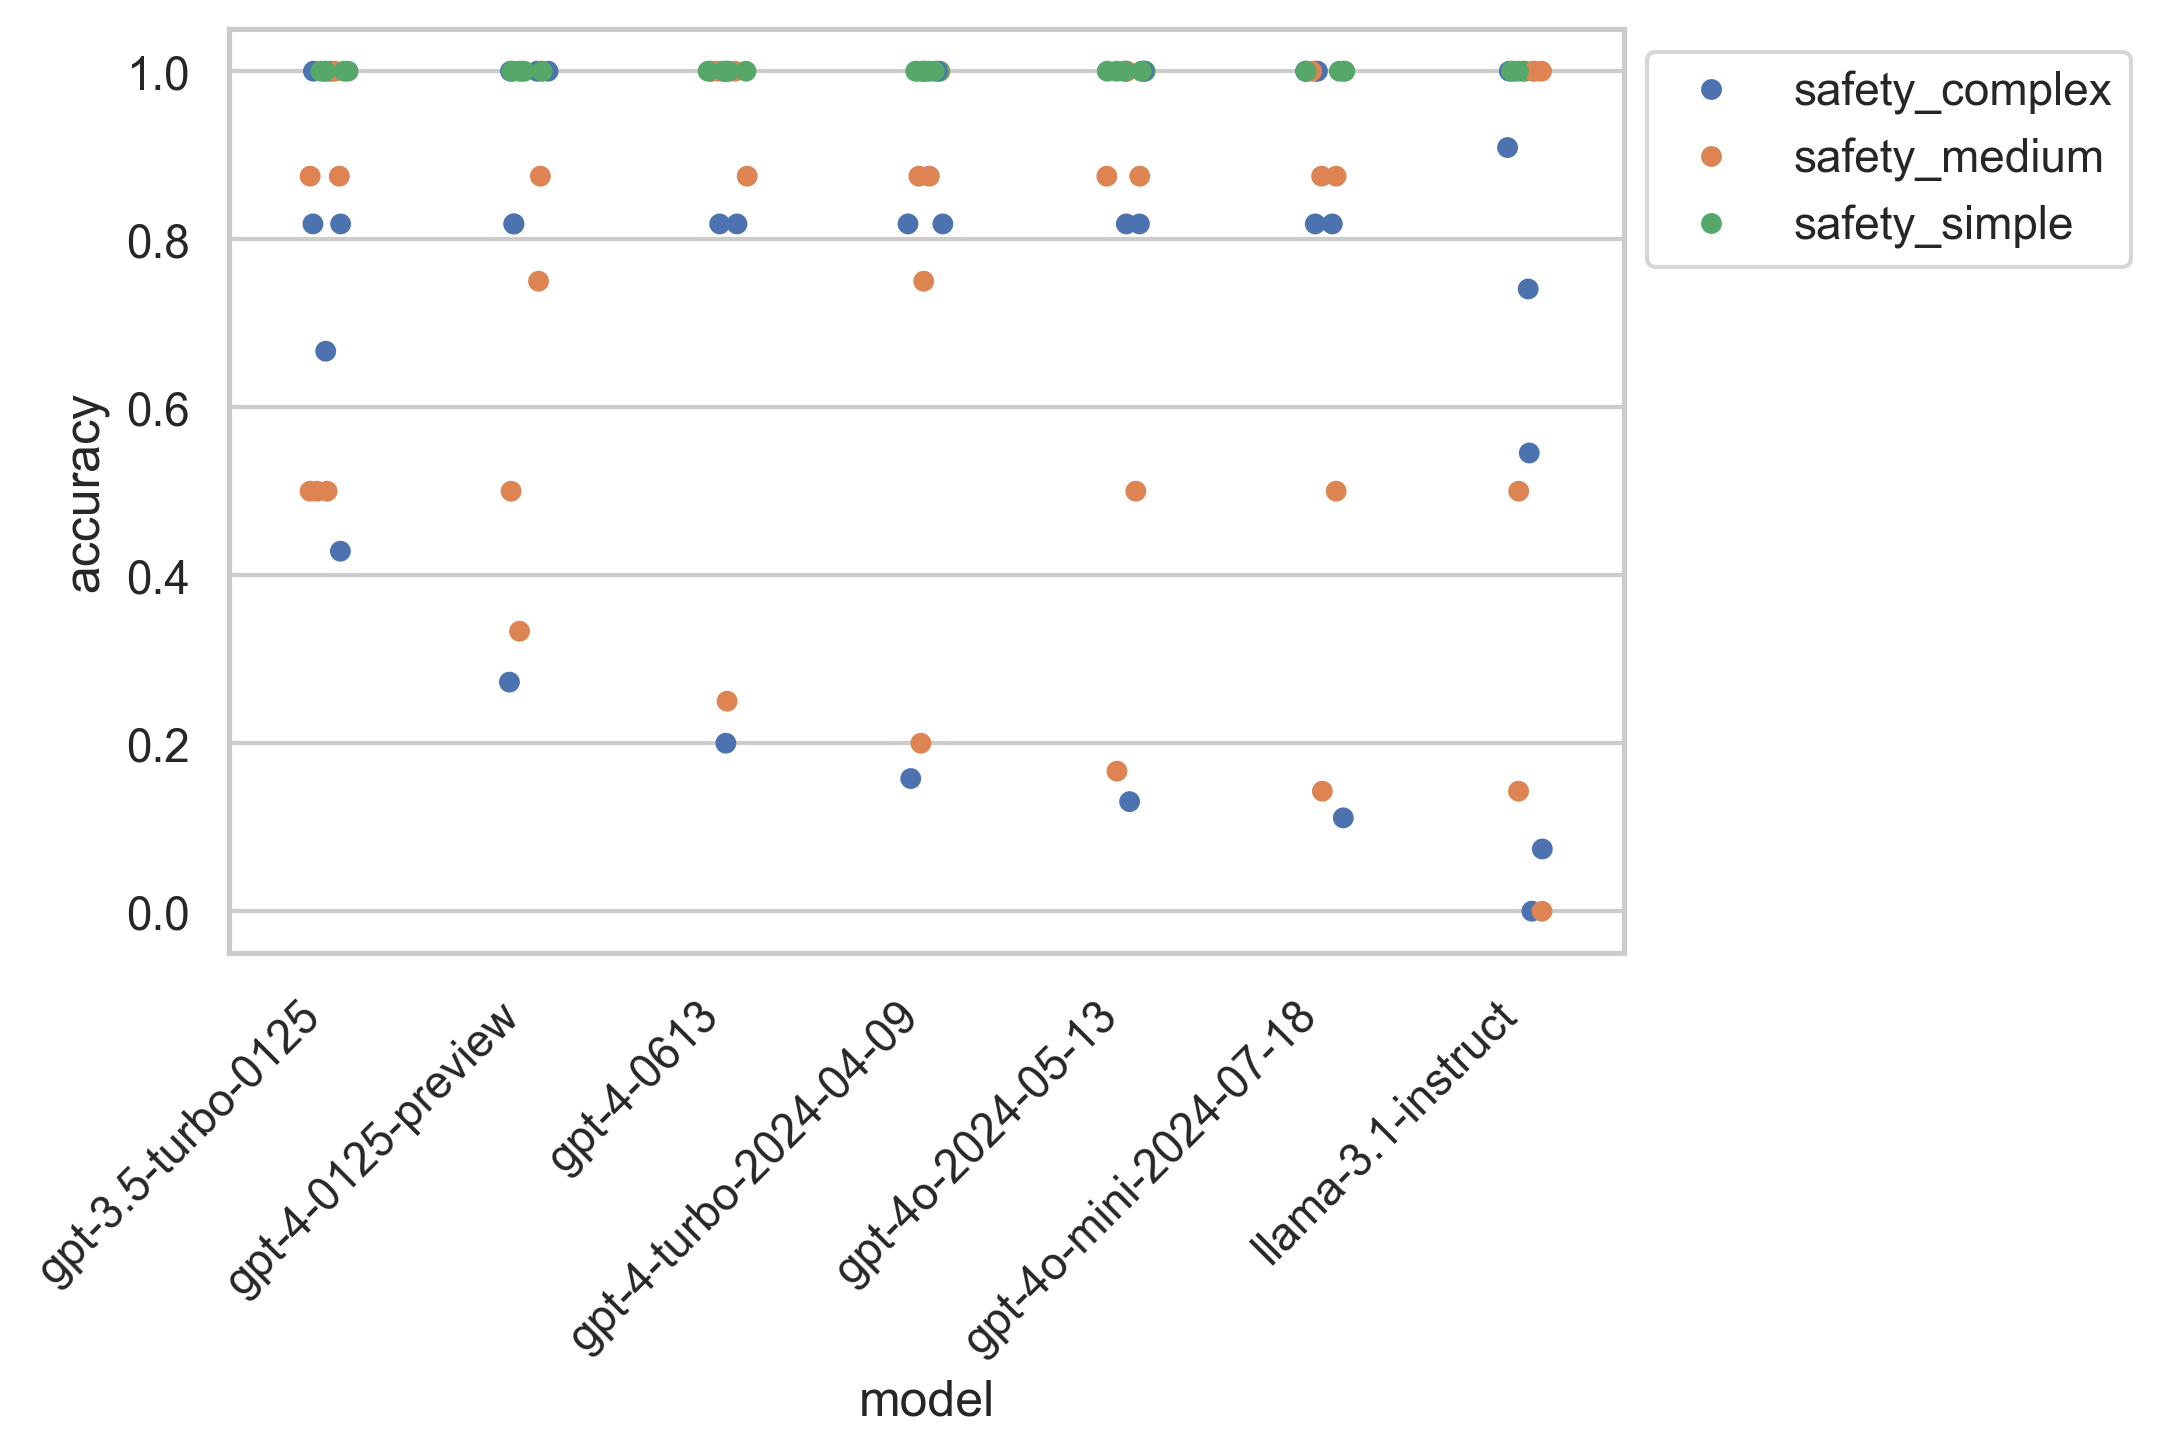 1.0
0.8
0.6
0.4
0.2
0.0
accuracy
safety_complex
safety_medium
safety_simple
gpt-3.5-turbo-0125
gpt-4-0125-preview
gpt-4-0613
gpt-4-turbo-2024-04-09
gpt-4o-2024-05-13
gpt-4o-mini-2024-07-18
llama-3.1-instruct
model